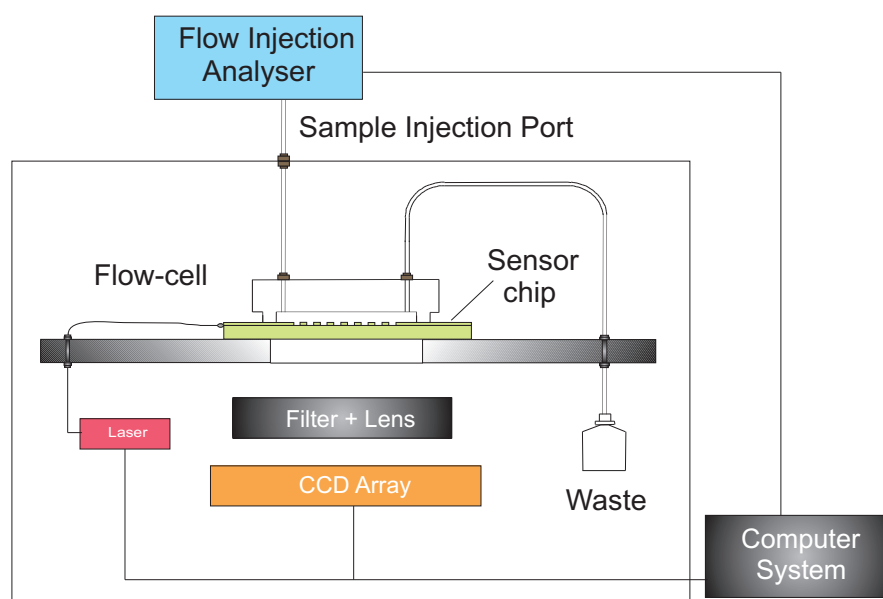 Flow Injection
Analyser
Sample Injection Port
Flow-cell
Sensor
chip
Filter + Lens
Laser
CCD Array
Waste
Computer
System